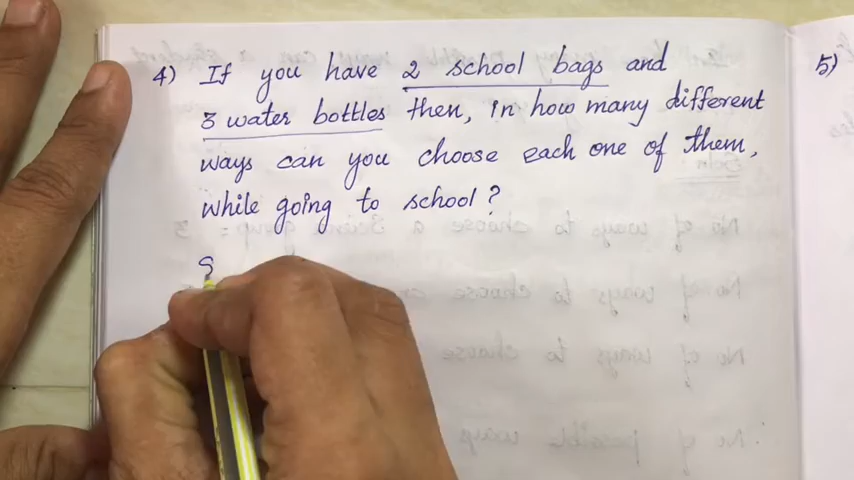 4) If you have 2 school bags and
3 water bottles then, in how many different
ways can you choose each one of them,
while going to school?
S
5)